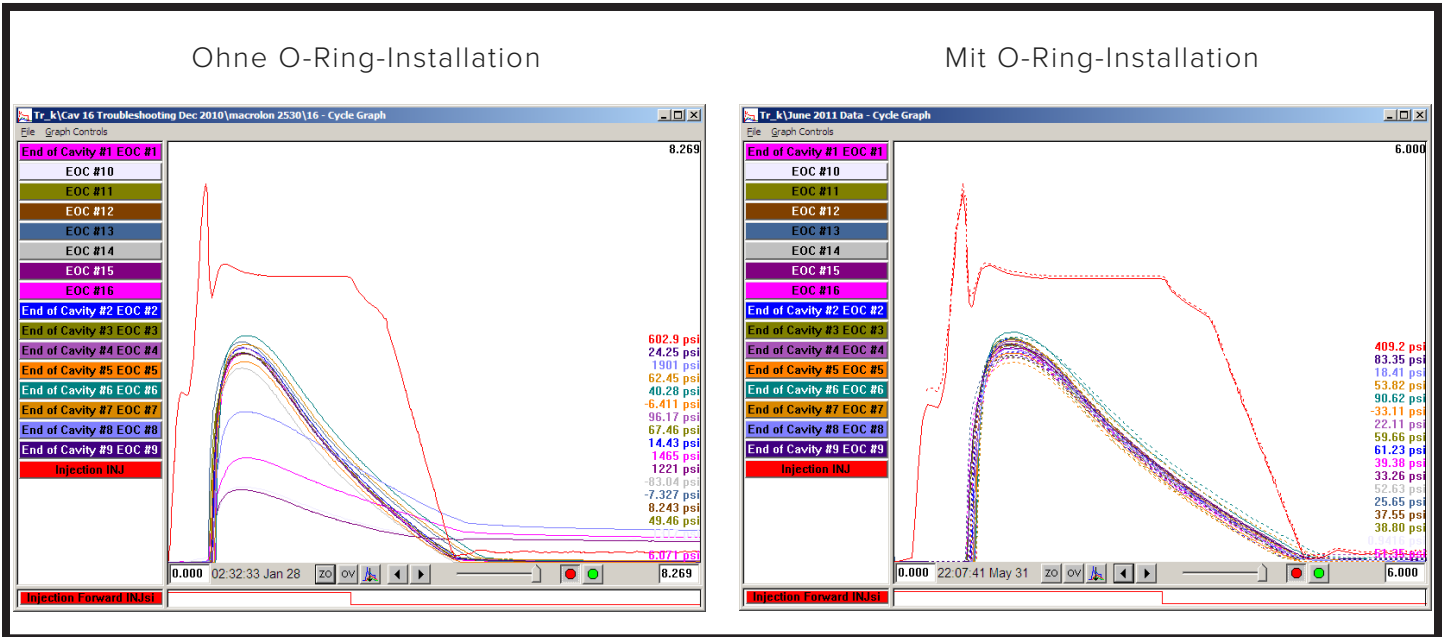 Ohne O-Ring-Installation
Tr_k\Cav 16 Troubleshooting Dec 2010\macrolon 2530\16 - Cycle Graph
File Graph Controls
End of Cavity #1 EOC #1
EOC #10
EOC #11
EOC #12
EOC #13
EOC #14
EOC #15
EOC #16
End of Cavity #2 EOC #2
End of Cavity #3 EOC #3
End of Cavity #4 EOC #4
End of Cavity #5 EOC #5
End of Cavity #6 EOC #6
End of Cavity #7 EOC #7
End of Cavity #8 EOC #8
End of Cavity #9 EOC #9
Injection INJ
8.269
602.9 psi
24.25 psi
1901 psi
62.45 psi
40.28 psi
-6.411 psi
96.17 psi
67.46 psi
14.43 psi
1465 psi
1221 psi
-83.04 psi
-7.327 psi
8.243 psi
49.46 psi
6.071 psi
0.000 02:32:33 Jan 28 ZO OV 8.269
Injection Forward INJsi
Mit O-Ring-Installation
Tr_k\June 2011 Data - Cycle Graph
File Graph Controls
End of Cavity #1 EOC #1
EOC #10
EOC #11
EOC #12
EOC #13
EOC #14
EOC #15
EOC #16
End of Cavity #2 EOC #2
End of Cavity #3 EOC #3
End of Cavity #4 EOC #4
End of Cavity #5 EOC #5
End of Cavity #6 EOC #6
End of Cavity #7 EOC #7
End of Cavity #8 EOC #8
End of Cavity #9 EOC #9
Injection INJ
6.000
409.2 psi
83.35 psi
18.41 psi
53.82 psi
90.62 psi
-33.11 psi
22.11 psi
59.66 psi
61.23 psi
39.38 psi
33.26 psi
52.63 psi
25.65 psi
37.55 psi
38.80 psi
0.000 22:07:41 May 31 ZO OV 6.000
Injection Forward INJsi